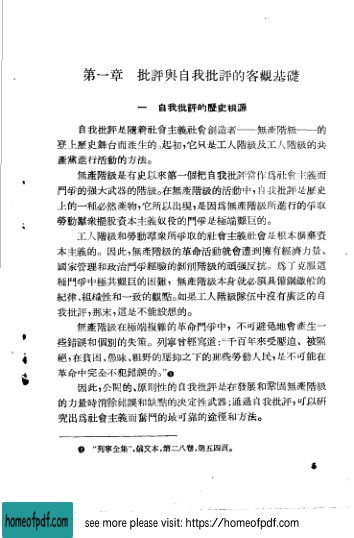 第一章　批評與自我批評的客觀基礎
一　自我批評的歷史根源
自我批評是隨着社會主義社會創造者——無產階級——的
登上歷史舞台而產生的。起初，它只是工人階級及工人階級的共
產黨進行活動的方法。
無產階級是有史以來第一個把自我批評當作爲社會主義而
鬥爭的强大武器的階級。在無產階級的活動中，自我批評是歷史
上的一種必然產物，它所以出現，是因爲無產階級所進行的爭取
勞動羣衆擺脫資本主義奴役的鬥爭是極端艱巨的。
工人階級和勞動羣衆所爭取的社會主義社會是根本摒棄資
本主義的。因此，無產階級的革命活動就會遭到擁有經濟力量、
國家管理和政治鬥爭經驗的剝削階級的頑强反抗。爲了克服這
種鬥爭中極其艱巨的困難，無產階級本身就必須具備鋼鐵般的
紀律、組織性和一致的觀點。如果工人階級隊伍中沒有廣泛的自
我批評，那末，這是不能設想的。
無產階級在極端複雜的革命鬥爭中，不可避免地會產生一
些錯誤和個別的失策。列寧曾經寫道：“千百年來受壓迫、被區
絕，在貧困、愚昧、粗野的壓抑之下的那些勞動人民，是不可能在
革命中完全不犯錯誤的。”❶
因此，公開的、原則性的自我批評是在發展和鞏固無產階級
的力量時消除錯誤和缺點的决定性武器；通過自我批評，可以研
究出爲社會主義而奮鬥的最可靠的途徑和方法。
❶ “列寧全集”，俄文本，第二八卷，第五四頁。
5
homeofpdf.com
see more please visit: https://homeofpdf.com